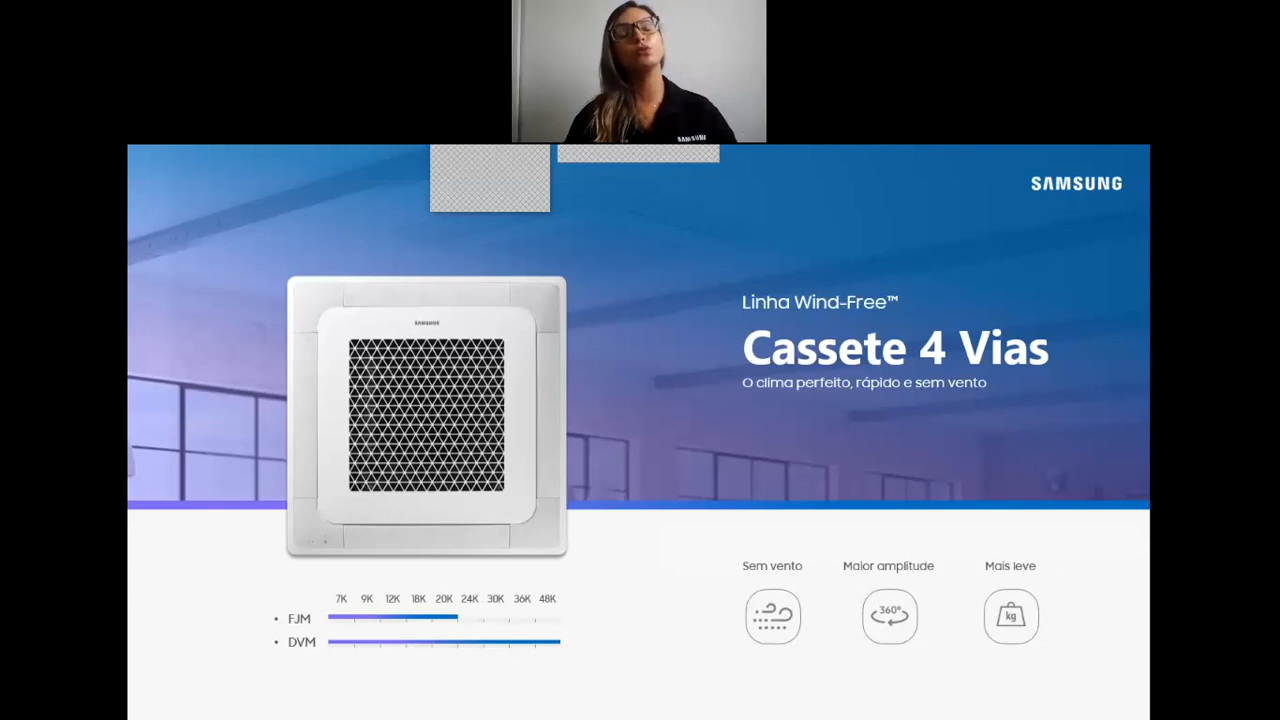 SAMSUNG
SAMSUNG
SAMSUNG
Linha Wind-Free™
Cassete 4 Vias
O clima perfeito, rápido e sem vento
Sem vento
Maior amplitude
Mais leve
360°
kg
7K 9K 12K 18K 20K 24K 30K 36K 48K
• FJM
• DVM